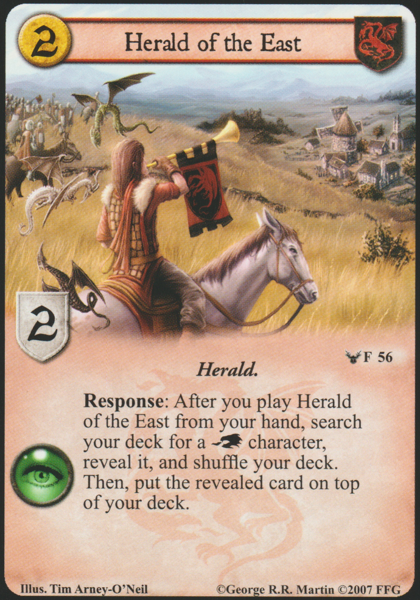 2
Herald of the East
2
F 56
Herald.
Response: After you play Herald
of the East from your hand, search
your deck for a character,
reveal it, and shuffle your deck.
Then, put the revealed card on top
of your deck.
Illus. Tim Arney-O'Neil
©George R.R. Martin ©2007 FFG